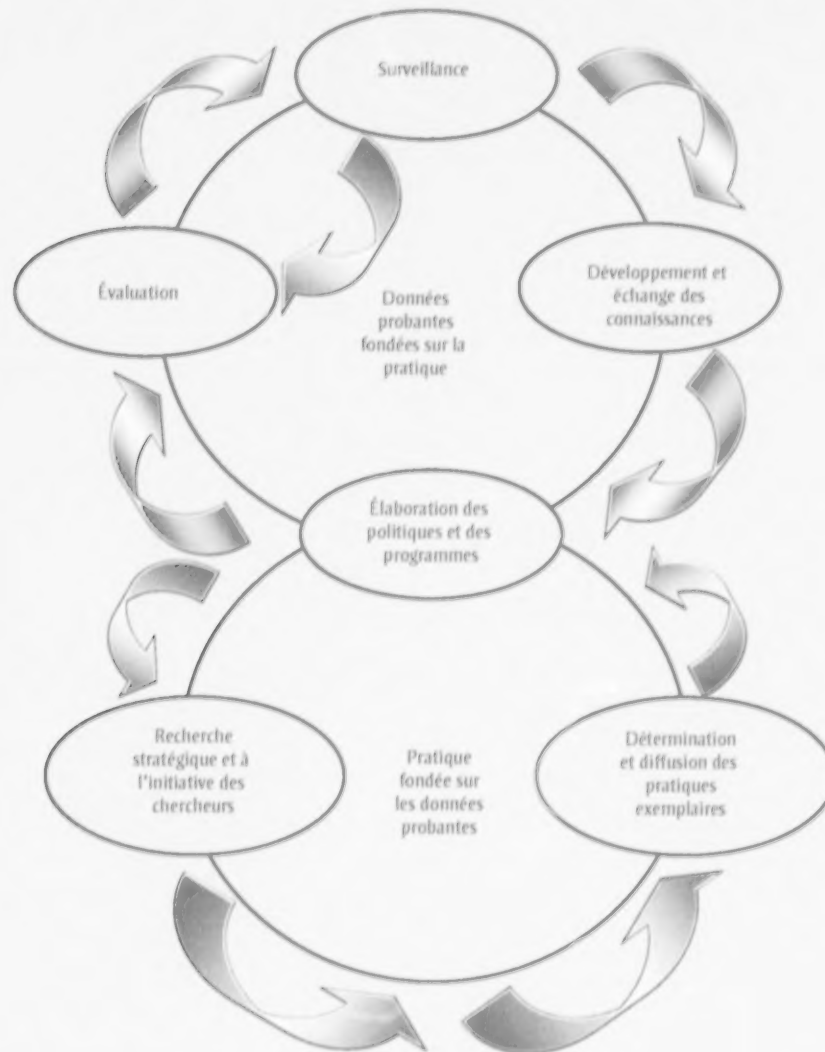 Surveillance
Évaluation
Développement et
échange des
connaissances
Données
probantes
fondées sur la
pratique
Élaboration des
politiques et des
programmes
Recherche
stratégique et à
l'initiative des
chercheurs
Pratique
fondée sur
les données
probantes
Détermination
et diffusion des
pratiques
exemplaires